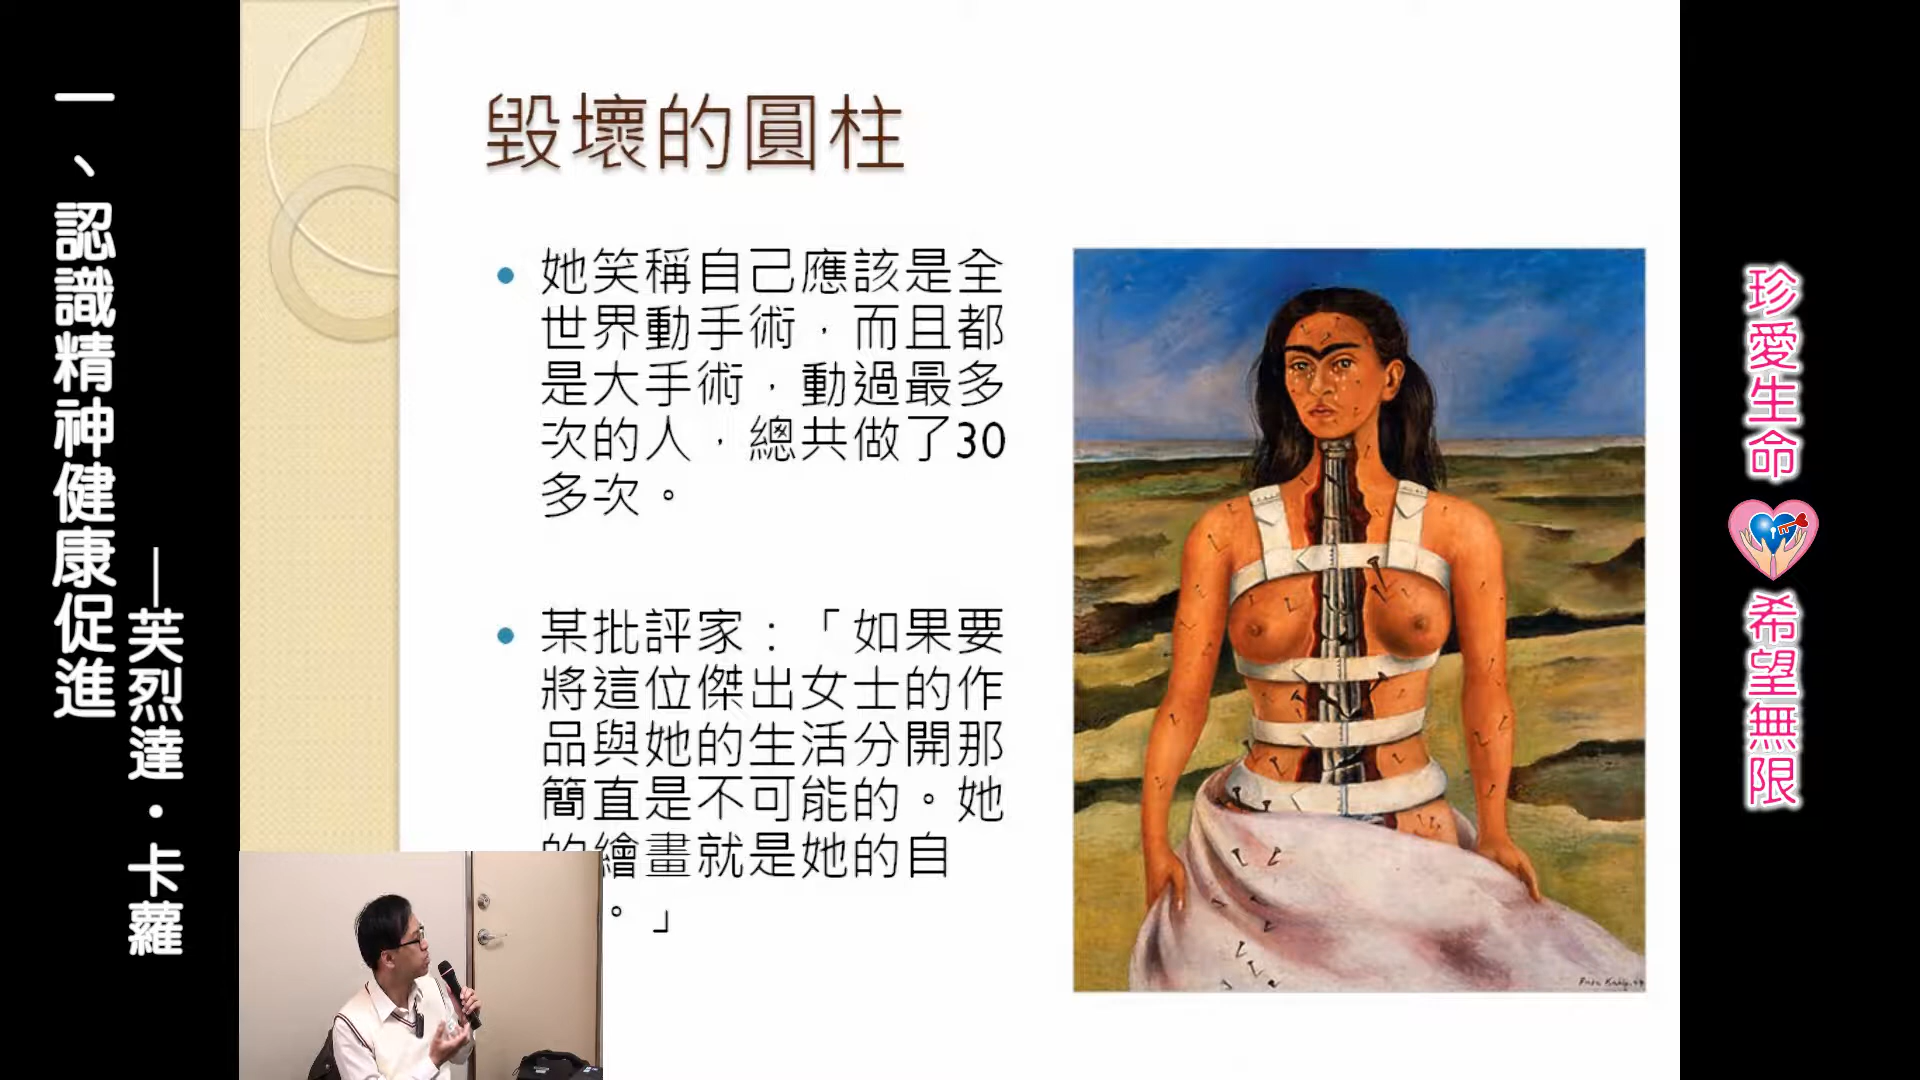 一、認識精神健康促進
—芙烈達・卡蘿
毀壞的圓柱
她笑稱自己應該是全
世界動手術，而且都
是大手術，動過最多
次的人，總共做了30
多次。
某批評家：「如果要
將這位傑出女士的作
品與她的生活分開那
簡直是不可能的。她
的繪畫就是她的自
。」
珍愛生命
希望無限